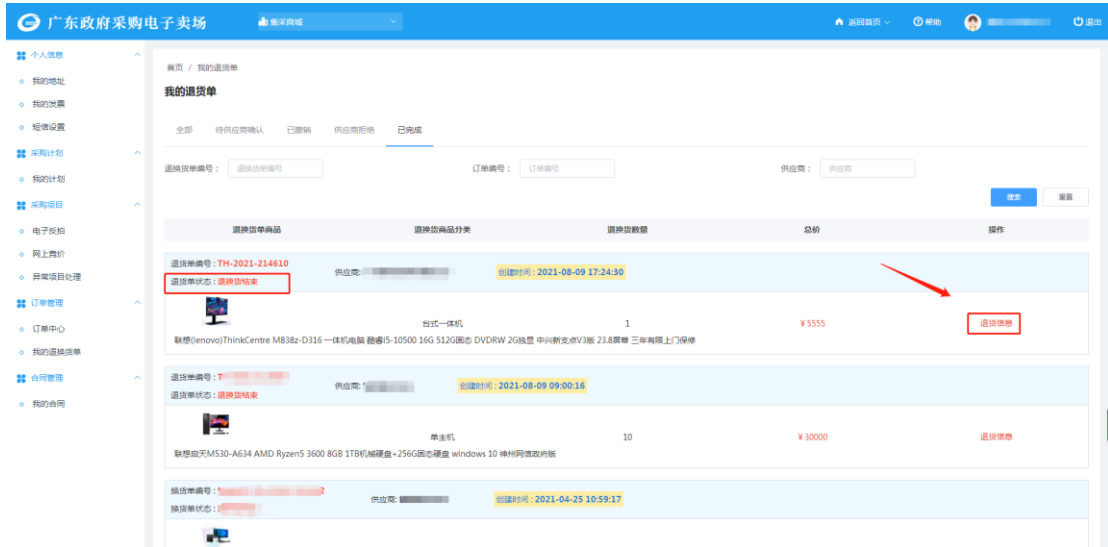 广东政府采购电子卖场 集采商城 返回首页 帮助 退出
个人信息
我的地址
我的发票
短信设置
采购计划
我的计划
采购项目
电子反拍
网上竞价
异常项目处理
订单管理
订单中心
我的退换货单
合同管理
我的合同
首页 / 我的退货单
我的退货单
全部 待供应商确认 已撤销 供应商拒绝 已完成
退换货单编号： 退换货单编号 订单编号： 订单编号 供应商： 供应商
搜索 重置
退换货单商品 退换货商品分类 退换货数量 总价 操作
退货单编号：TH-2021-214610
供应商: 创建时间：2021-08-09 17:24:30
退货单状态：退换货结束
台式一体机 1 ¥ 5555 退货信息
联想(lenovo)ThinkCentre M838z-D316 一体机电脑 酷睿I5-10500 16G 512G固态 DVDRW 2G独显 中兴新支点V3版 23.8屏幕 三年有限上门保修
退货单编号：T
供应商: 创建时间：2021-08-09 09:00:16
退货单状态：退换货结束
单主机 10 ¥ 30000 退货信息
联想启天M530-A634 AMD Ryzen5 3600 8GB 1TB机械硬盘+256G固态硬盘 windows 10 神州网信政府版
换货单编号： 2
供应商: 创建时间：2021-04-25 10:59:17
换货单状态：